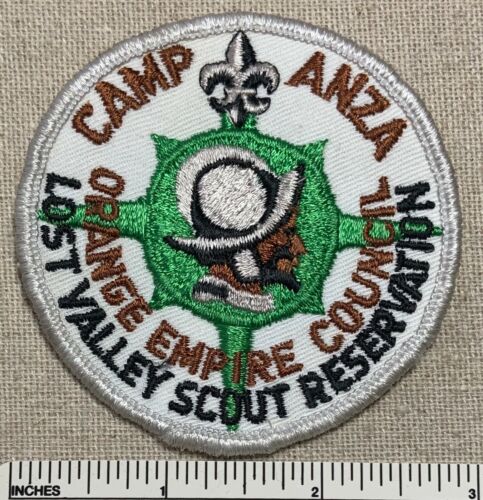 CAMP ANZA
ORANGE EMPIRE COUNCIL
LOST VALLEY SCOUT RESERVATION
INCHES 1 2 3